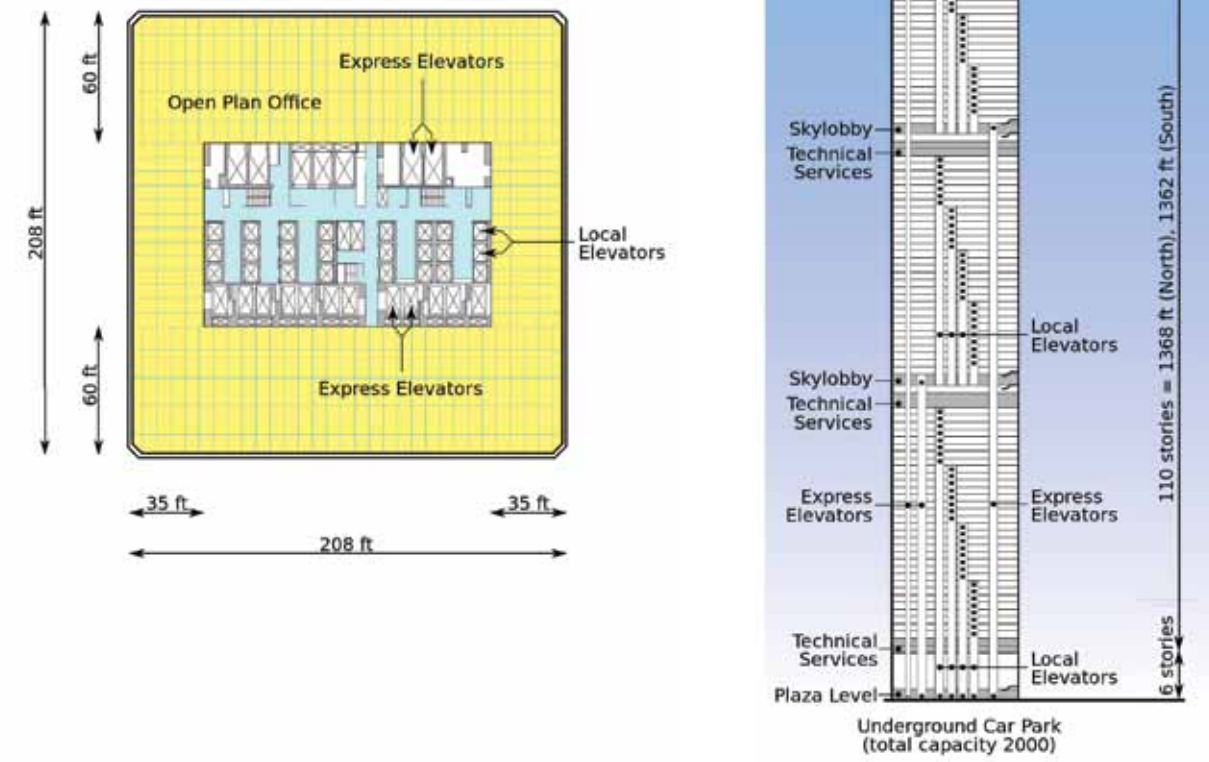 Express Elevators
Open Plan Office
60 ft
208 ft
Local
Elevators
60 ft
Express Elevators
35 ft
35 ft
208 ft
Skylobby
Technical
Services
Local
Elevators
Skylobby
Technical
Services
Express
Elevators
Express
Elevators
Technical
Services
Local
Elevators
Plaza Level
110 stories = 1368 ft (North), 1362 ft (South)
6 stories
Underground Car Park
(total capacity 2000)